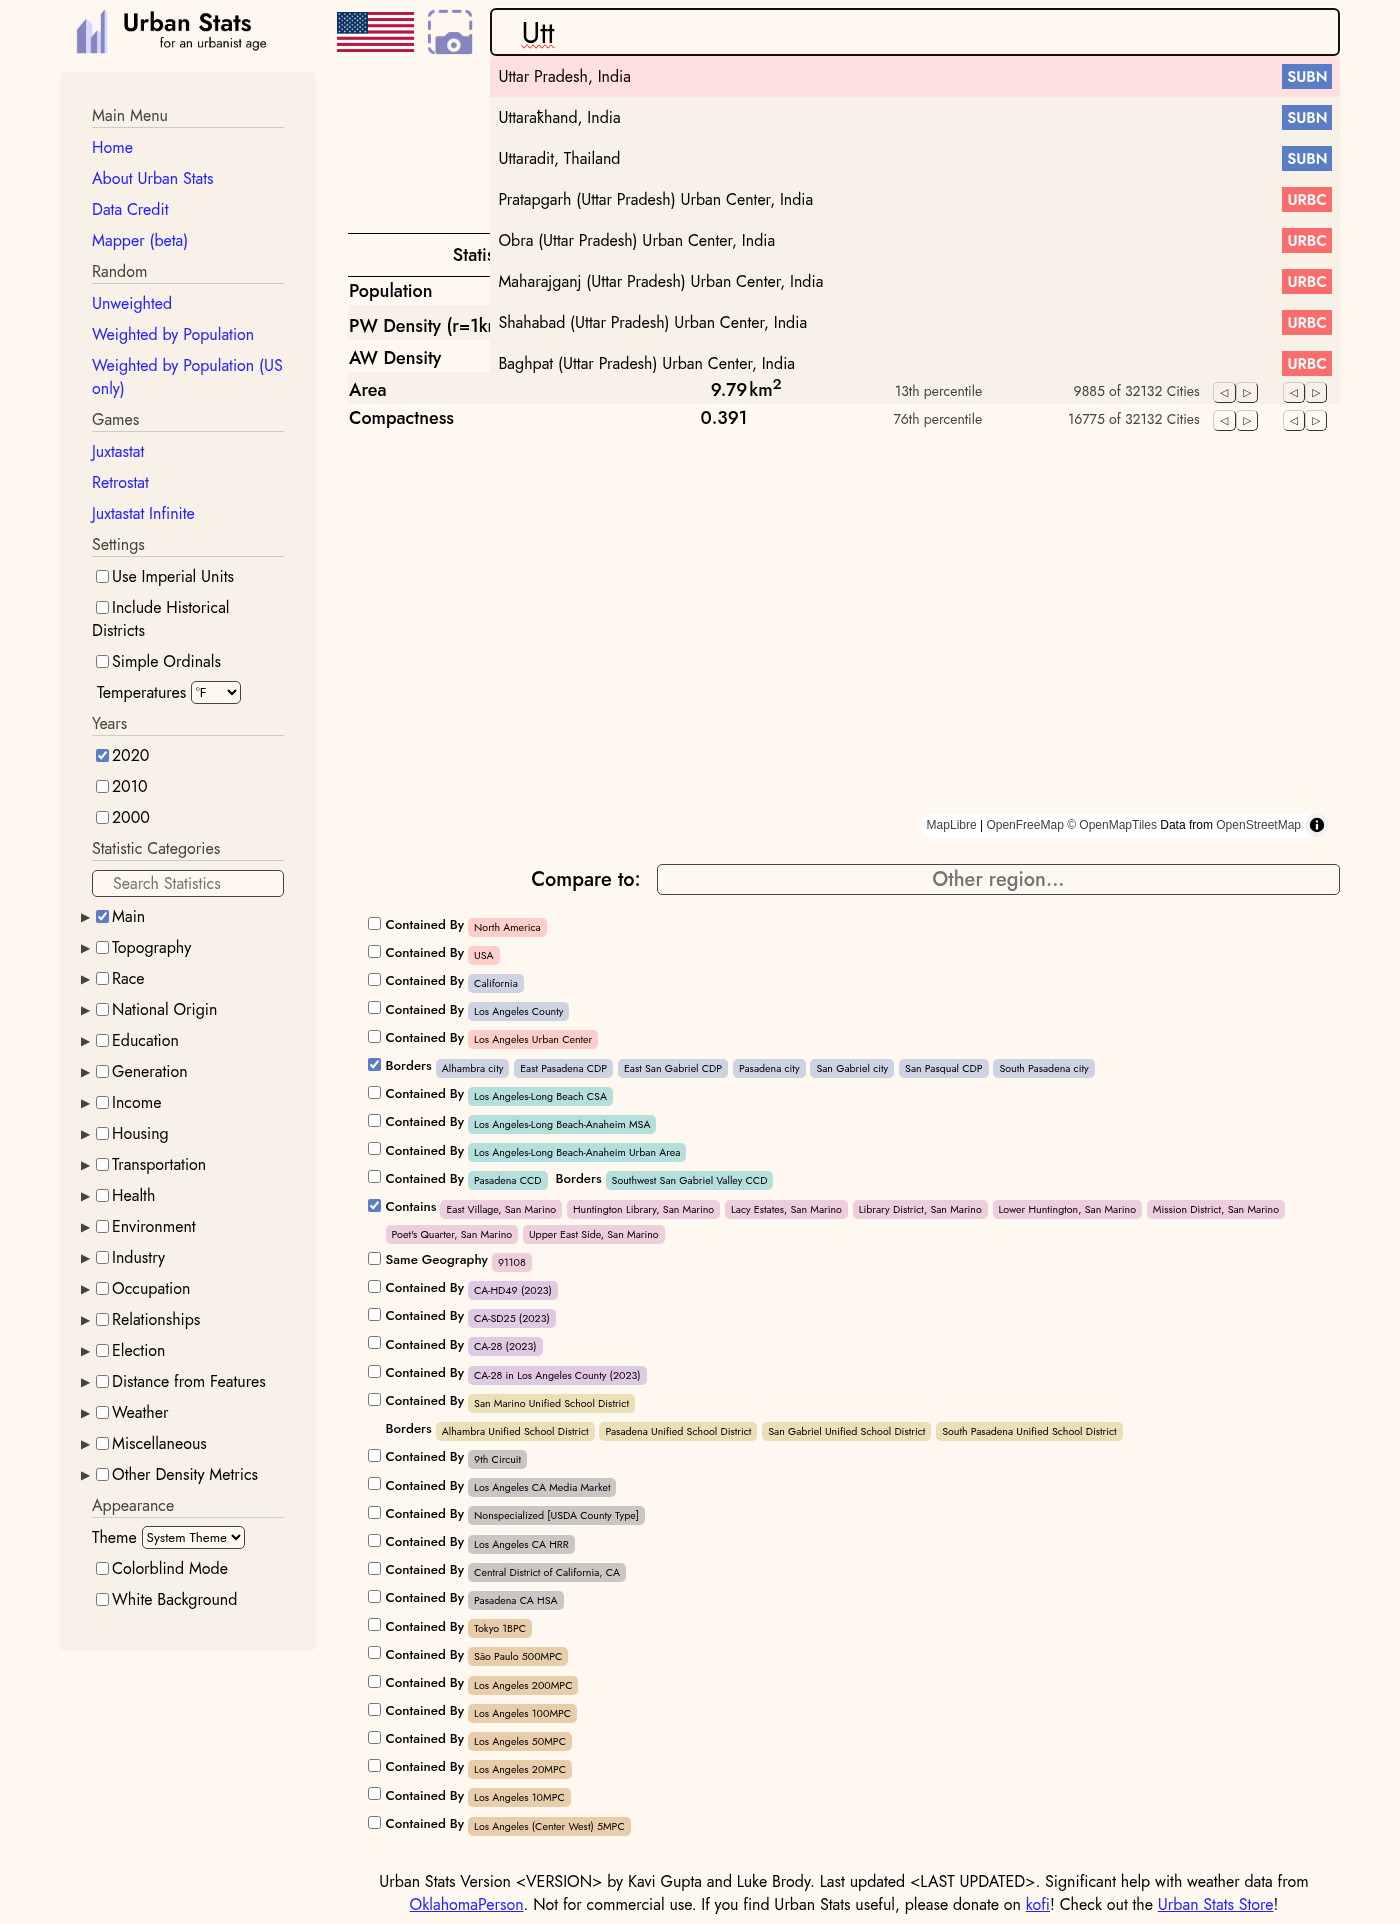 Urban Stats
for an urbanist age
Utt
Uttar Pradesh, India SUBN
Uttarākhand, India SUBN
Uttaradit, Thailand SUBN
Pratapgarh (Uttar Pradesh) Urban Center, India URBC
Obra (Uttar Pradesh) Urban Center, India URBC
Maharajganj (Uttar Pradesh) Urban Center, India URBC
Shahabad (Uttar Pradesh) Urban Center, India URBC
Baghpat (Uttar Pradesh) Urban Center, India URBC
Main Menu
Home
About Urban Stats
Data Credit
Mapper (beta)
Random
Unweighted
Weighted by Population
Weighted by Population (US
only)
Games
Juxtastat
Retrostat
Juxtastat Infinite
Settings
Use Imperial Units
Include Historical
Districts
Simple Ordinals
Temperatures °F
Years
2020
2010
2000
Statistic Categories
Search Statistics
Main
Topography
Race
National Origin
Education
Generation
Income
Housing
Transportation
Health
Environment
Industry
Occupation
Relationships
Election
Distance from Features
Weather
Miscellaneous
Other Density Metrics
Appearance
Theme System Theme
Colorblind Mode
White Background
Statis
Population
PW Density (r=1k
AW Density
Area 9.79 km² 13th percentile 9885 of 32132 Cities
Compactness 0.391 76th percentile 16775 of 32132 Cities
MapLibre | OpenFreeMap © OpenMapTiles Data from OpenStreetMap
Compare to: Other region...
Contained By North America
Contained By USA
Contained By California
Contained By Los Angeles County
Contained By Los Angeles Urban Center
Borders Alhambra city East Pasadena CDP East San Gabriel CDP Pasadena city San Gabriel city San Pasqual CDP South Pasadena city
Contained By Los Angeles-Long Beach CSA
Contained By Los Angeles-Long Beach-Anaheim MSA
Contained By Los Angeles-Long Beach-Anaheim Urban Area
Contained By Pasadena CCD Borders Southwest San Gabriel Valley CCD
Contains East Village, San Marino Huntington Library, San Marino Lacy Estates, San Marino Library District, San Marino Lower Huntington, San Marino Mission District, San Marino
Poet's Quarter, San Marino Upper East Side, San Marino
Same Geography 91108
Contained By CA-HD49 (2023)
Contained By CA-SD25 (2023)
Contained By CA-28 (2023)
Contained By CA-28 in Los Angeles County (2023)
Contained By San Marino Unified School District
Borders Alhambra Unified School District Pasadena Unified School District San Gabriel Unified School District South Pasadena Unified School District
Contained By 9th Circuit
Contained By Los Angeles CA Media Market
Contained By Nonspecialized [USDA County Type]
Contained By Los Angeles CA HRR
Contained By Central District of California, CA
Contained By Pasadena CA HSA
Contained By Tokyo 1BPC
Contained By São Paulo 500MPC
Contained By Los Angeles 200MPC
Contained By Los Angeles 100MPC
Contained By Los Angeles 50MPC
Contained By Los Angeles 20MPC
Contained By Los Angeles 10MPC
Contained By Los Angeles (Center West) 5MPC
Urban Stats Version <VERSION> by Kavi Gupta and Luke Brody. Last updated <LAST UPDATED>. Significant help with weather data from
OklahomaPerson. Not for commercial use. If you find Urban Stats useful, please donate on kofi! Check out the Urban Stats Store!